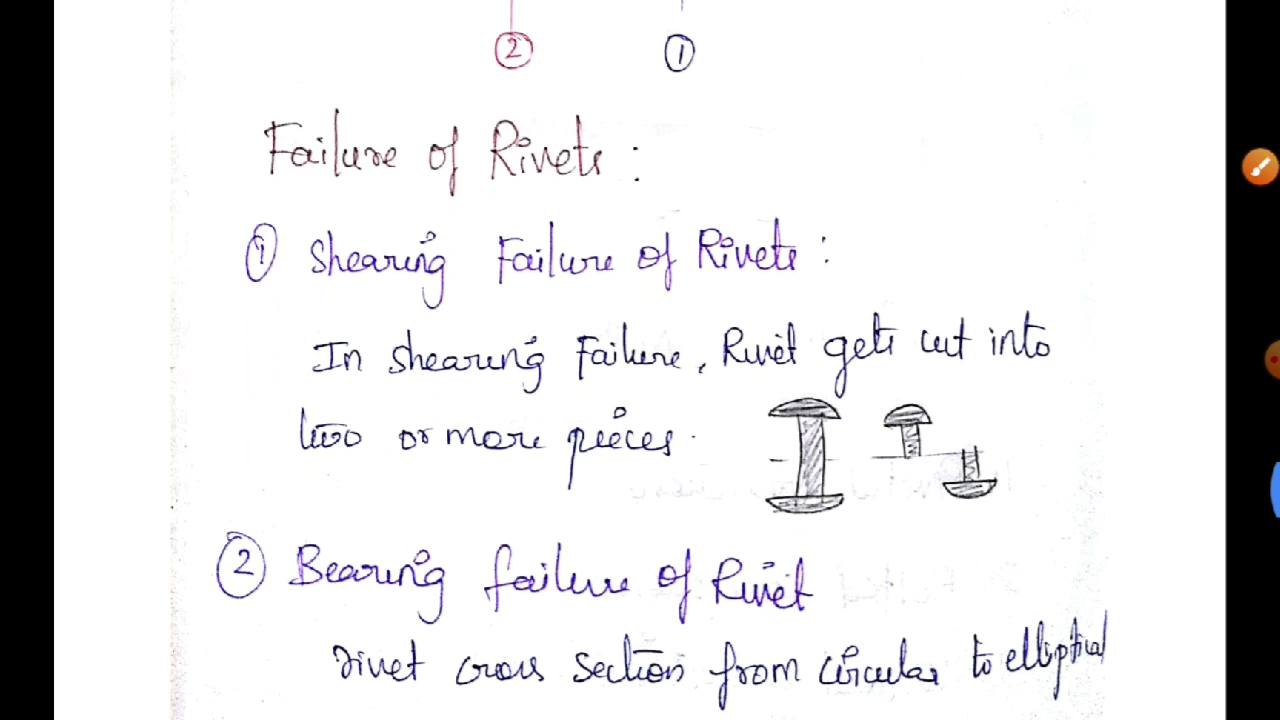 ② ①
Failure of Rivets :
① Shearing Failure of Rivets :
In shearing Failure, Rivet gets cut into
two or more pieces.
② Bearing failure of Rivet
rivet cross section from circular to elliptical